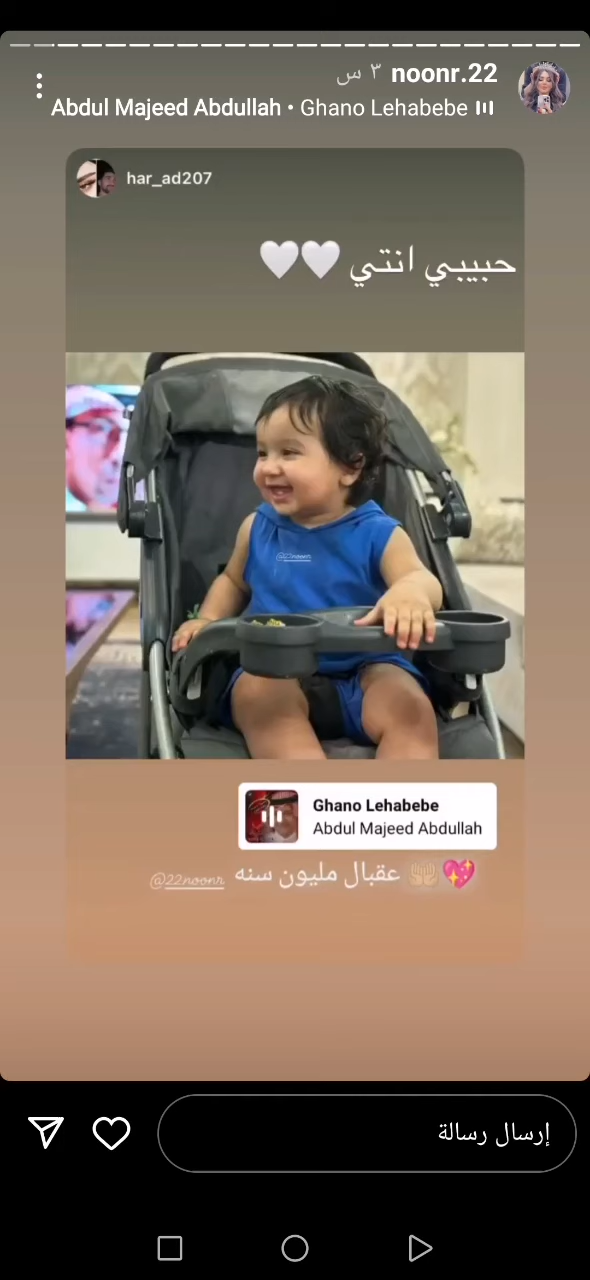 noonr.22 ٣ س
Abdul Majeed Abdullah • Ghano Lehabebe
har_ad207
حبيبي انتي 🤍🤍
@22noonr
Ghano Lehabebe
Abdul Majeed Abdullah
عقبال مليون سنه 🤲🏼💖
@22noonr
إرسال رسالة